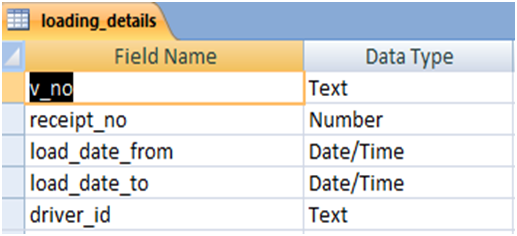 loading_details
Field Name Data Type
v_no Text
receipt_no Number
load_date_from Date/Time
load_date_to Date/Time
driver_id Text